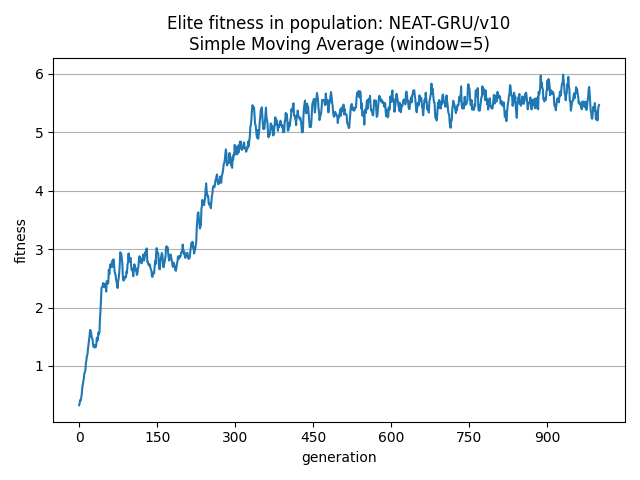 Elite fitness in population: NEAT-GRU/v10
Simple Moving Average (window=5)
fitness
6
5
4
3
2
1
0 150 300 450 600 750 900
generation